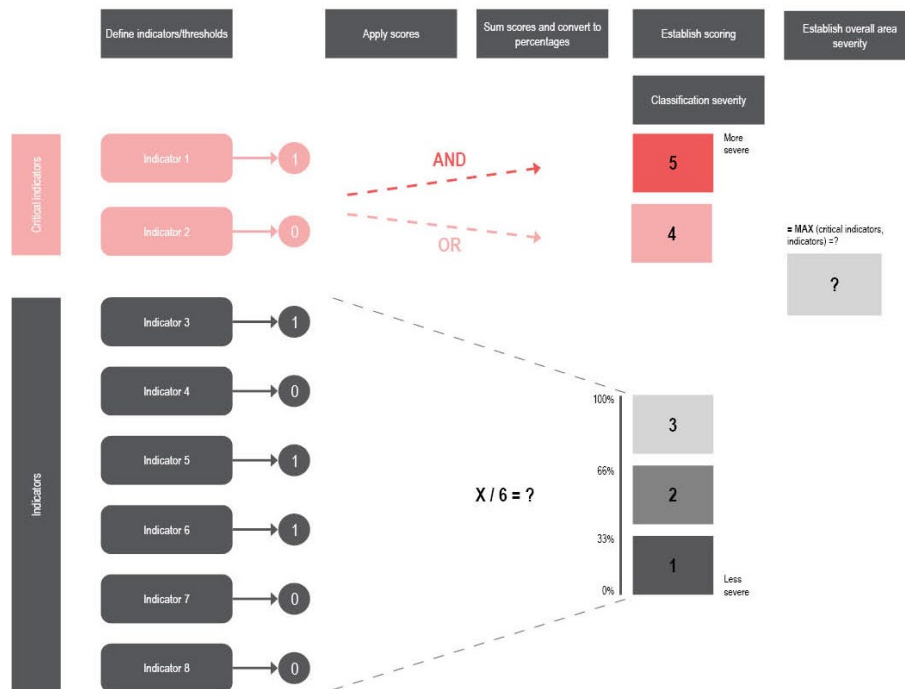 Define indicators/thresholds
Apply scores
Sum scores and convert to
percentages
Establish scoring
Establish overall area
severity
Classification severity
Critical indicators
Indicator 1
1
AND
5
More
severe
Indicator 2
0
OR
4
= MAX (critical indicators,
indicators) =?
?
Indicators
Indicator 3
1
Indicator 4
0
Indicator 5
1
Indicator 6
1
Indicator 7
0
Indicator 8
0
X / 6 = ?
100%
3
66%
2
33%
1
0%
Less
severe